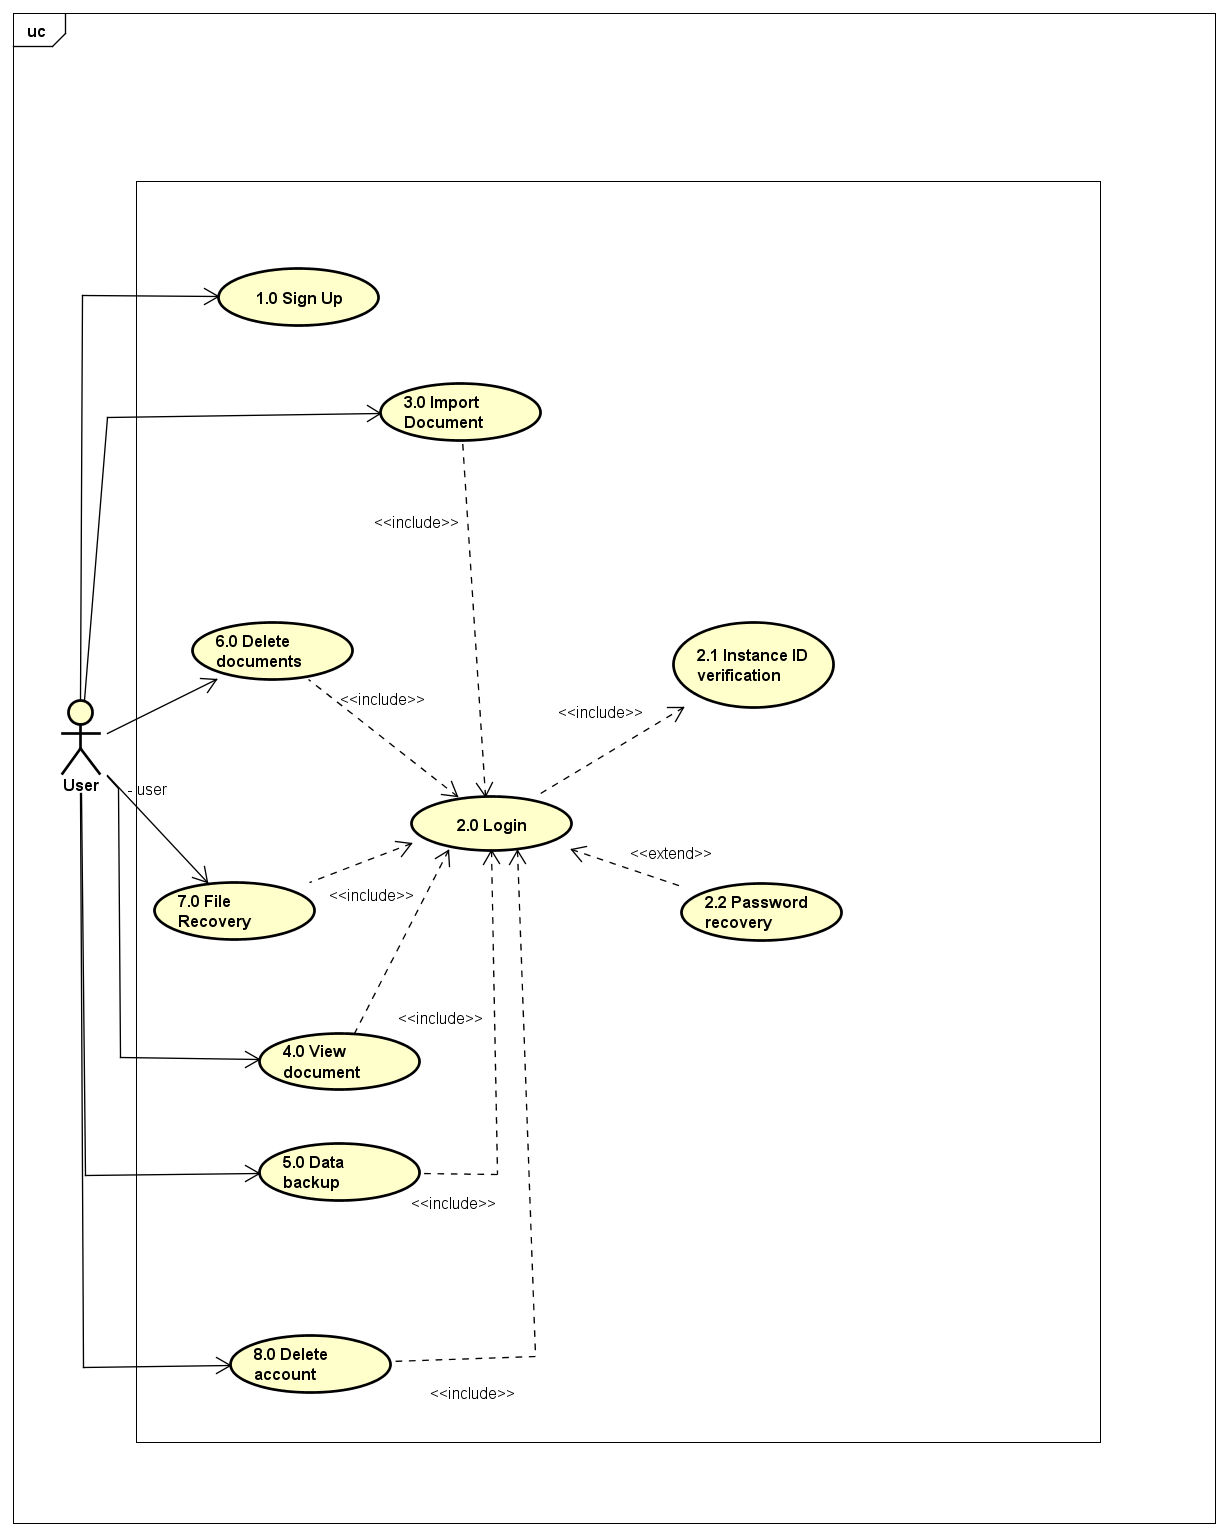 uc
1.0 Sign Up
3.0 Import
Document
<<include>>
6.0 Delete
documents
<<include>>
2.1 Instance ID
verification
<<include>>
User
- user
2.0 Login
<<extend>>
7.0 File
Recovery
<<include>>
2.2 Password
recovery
<<include>>
4.0 View
document
5.0 Data
backup
<<include>>
8.0 Delete
account
<<include>>